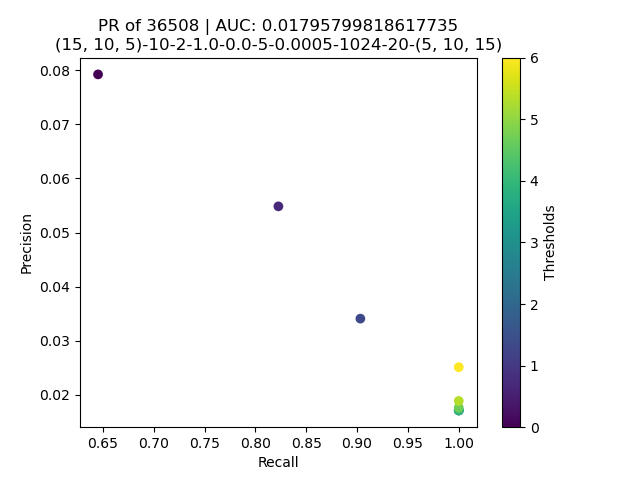 PR of 36508 | AUC: 0.01795799818617735
(15, 10, 5)-10-2-1.0-0.0-5-0.0005-1024-20-(5, 10, 15)
0.08
0.07
0.06
0.05
0.04
0.03
0.02
Precision
0.65 0.70 0.75 0.80 0.85 0.90 0.95 1.00
Recall
6
5
4
3
2
1
0
Thresholds